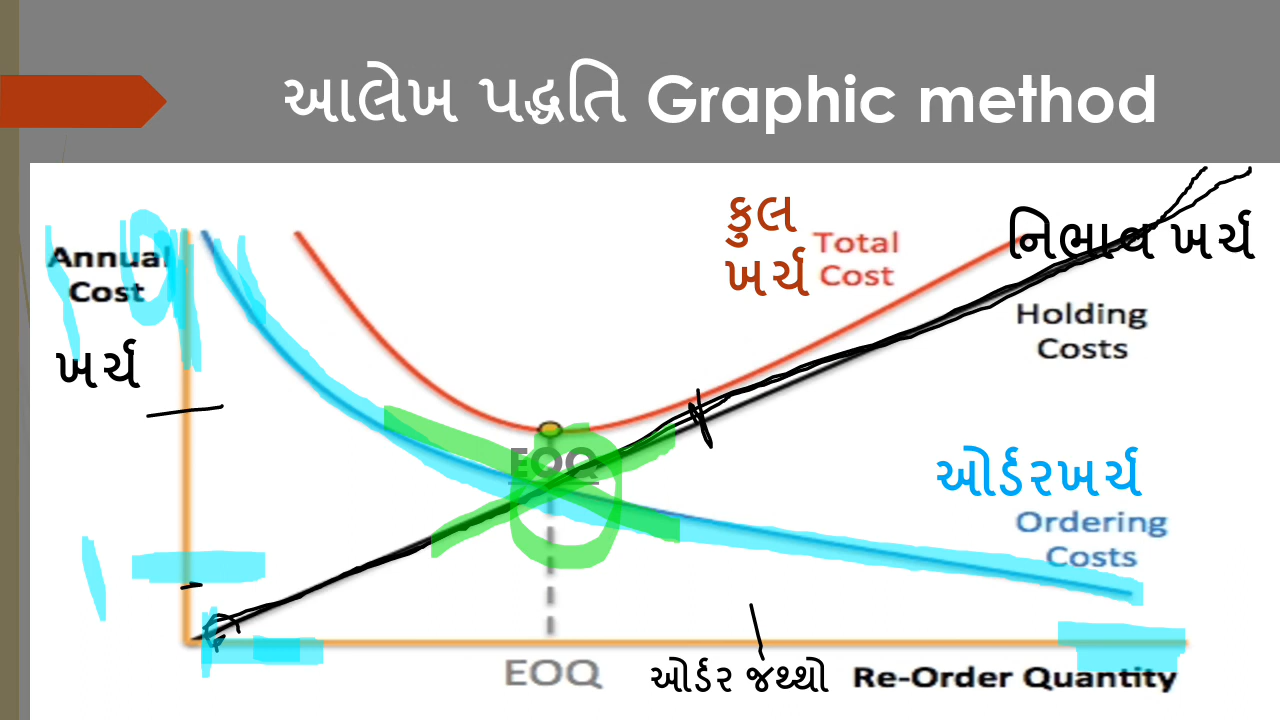 આલેખ પદ્ધતિ Graphic method
Annual
Cost
ખર્ચ
કુલ
ખર્ચ
Total
Cost
નિભાવ ખર્ચ
Holding
Costs
EOQ
ઓર્ડરખર્ચ
Ordering
Costs
EOQ
ઓર્ડર જથ્થો
Re-Order Quantity